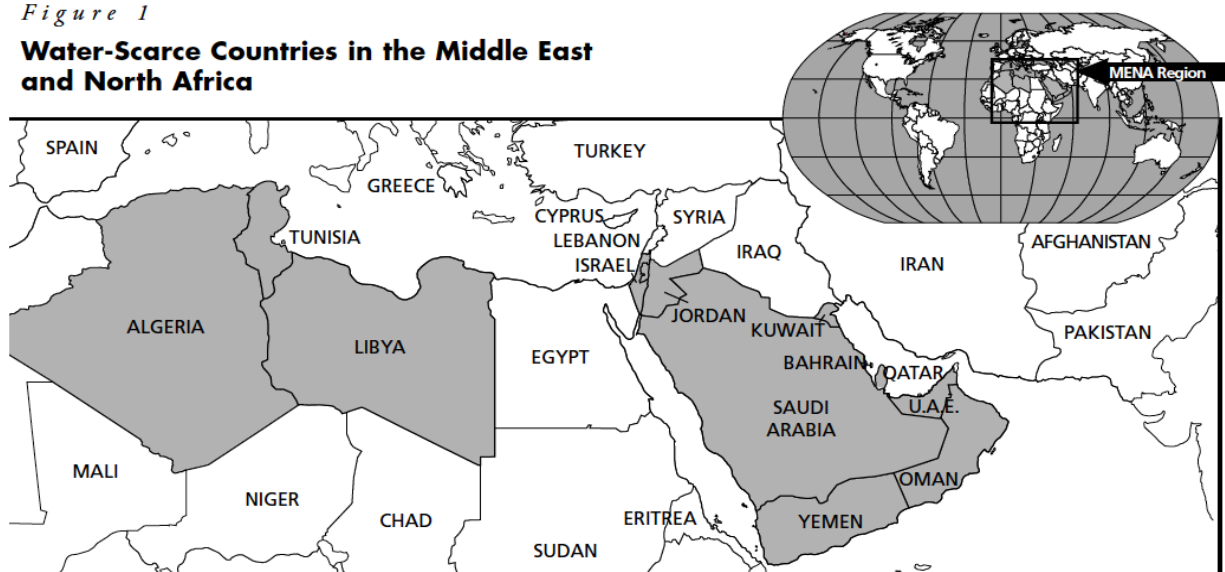 Figure 1
Water-Scarce Countries in the Middle East
and North Africa
MENA Region
SPAIN
TURKEY
GREECE
CYPRUS
SYRIA
TUNISIA
LEBANON
ISRAEL
IRAQ
IRAN
AFGHANISTAN
ALGERIA
LIBYA
EGYPT
JORDAN
KUWAIT
PAKISTAN
BAHRAIN
QATAR
SAUDI
ARABIA
U.A.E.
MALI
NIGER
CHAD
SUDAN
ERITREA
YEMEN
OMAN